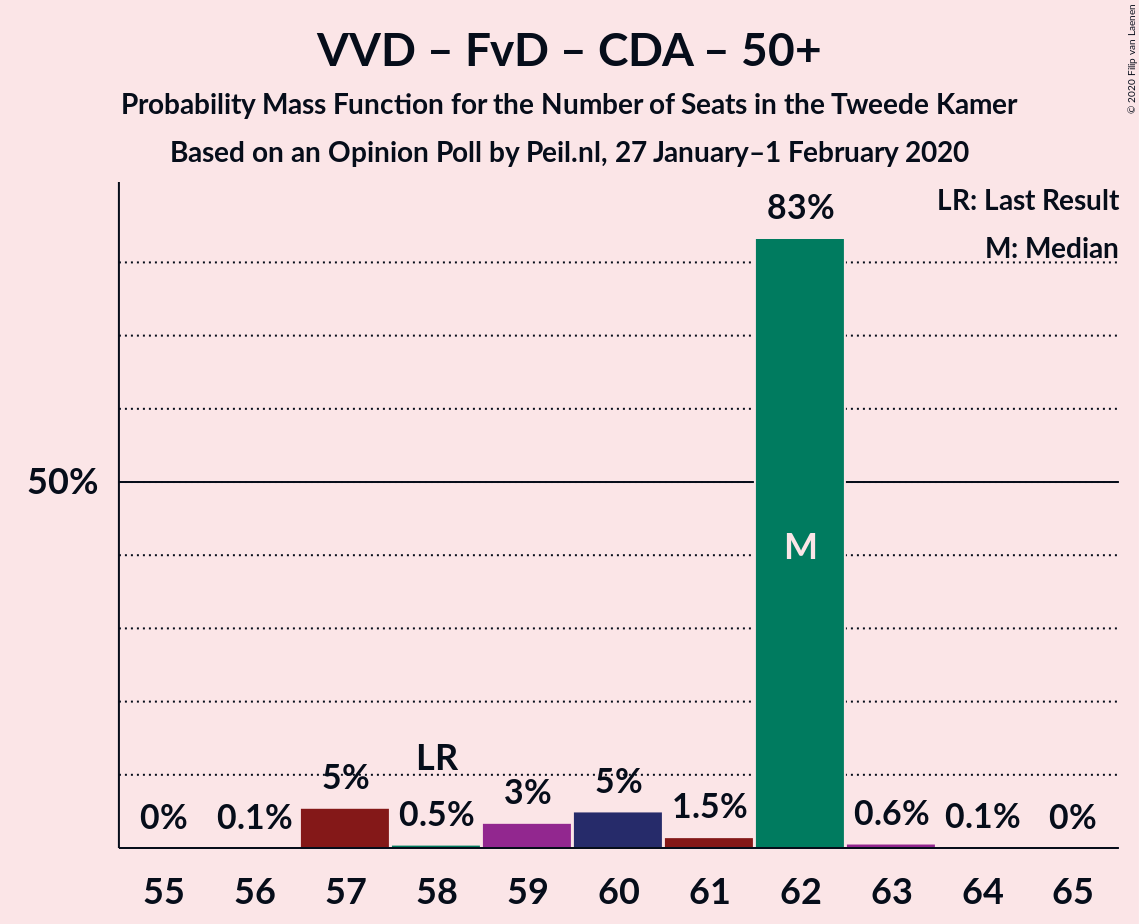 VVD – FvD – CDA – 50+
Probability Mass Function for the Number of Seats in the Tweede Kamer
Based on an Opinion Poll by Peil.nl, 27 January–1 February 2020
© 2020 Filip van Laenen
LR: Last Result
M: Median
83%
50%
M
LR
0% 0.1% 5% 0.5% 3% 5% 1.5% 0.6% 0.1% 0%
55 56 57 58 59 60 61 62 63 64 65